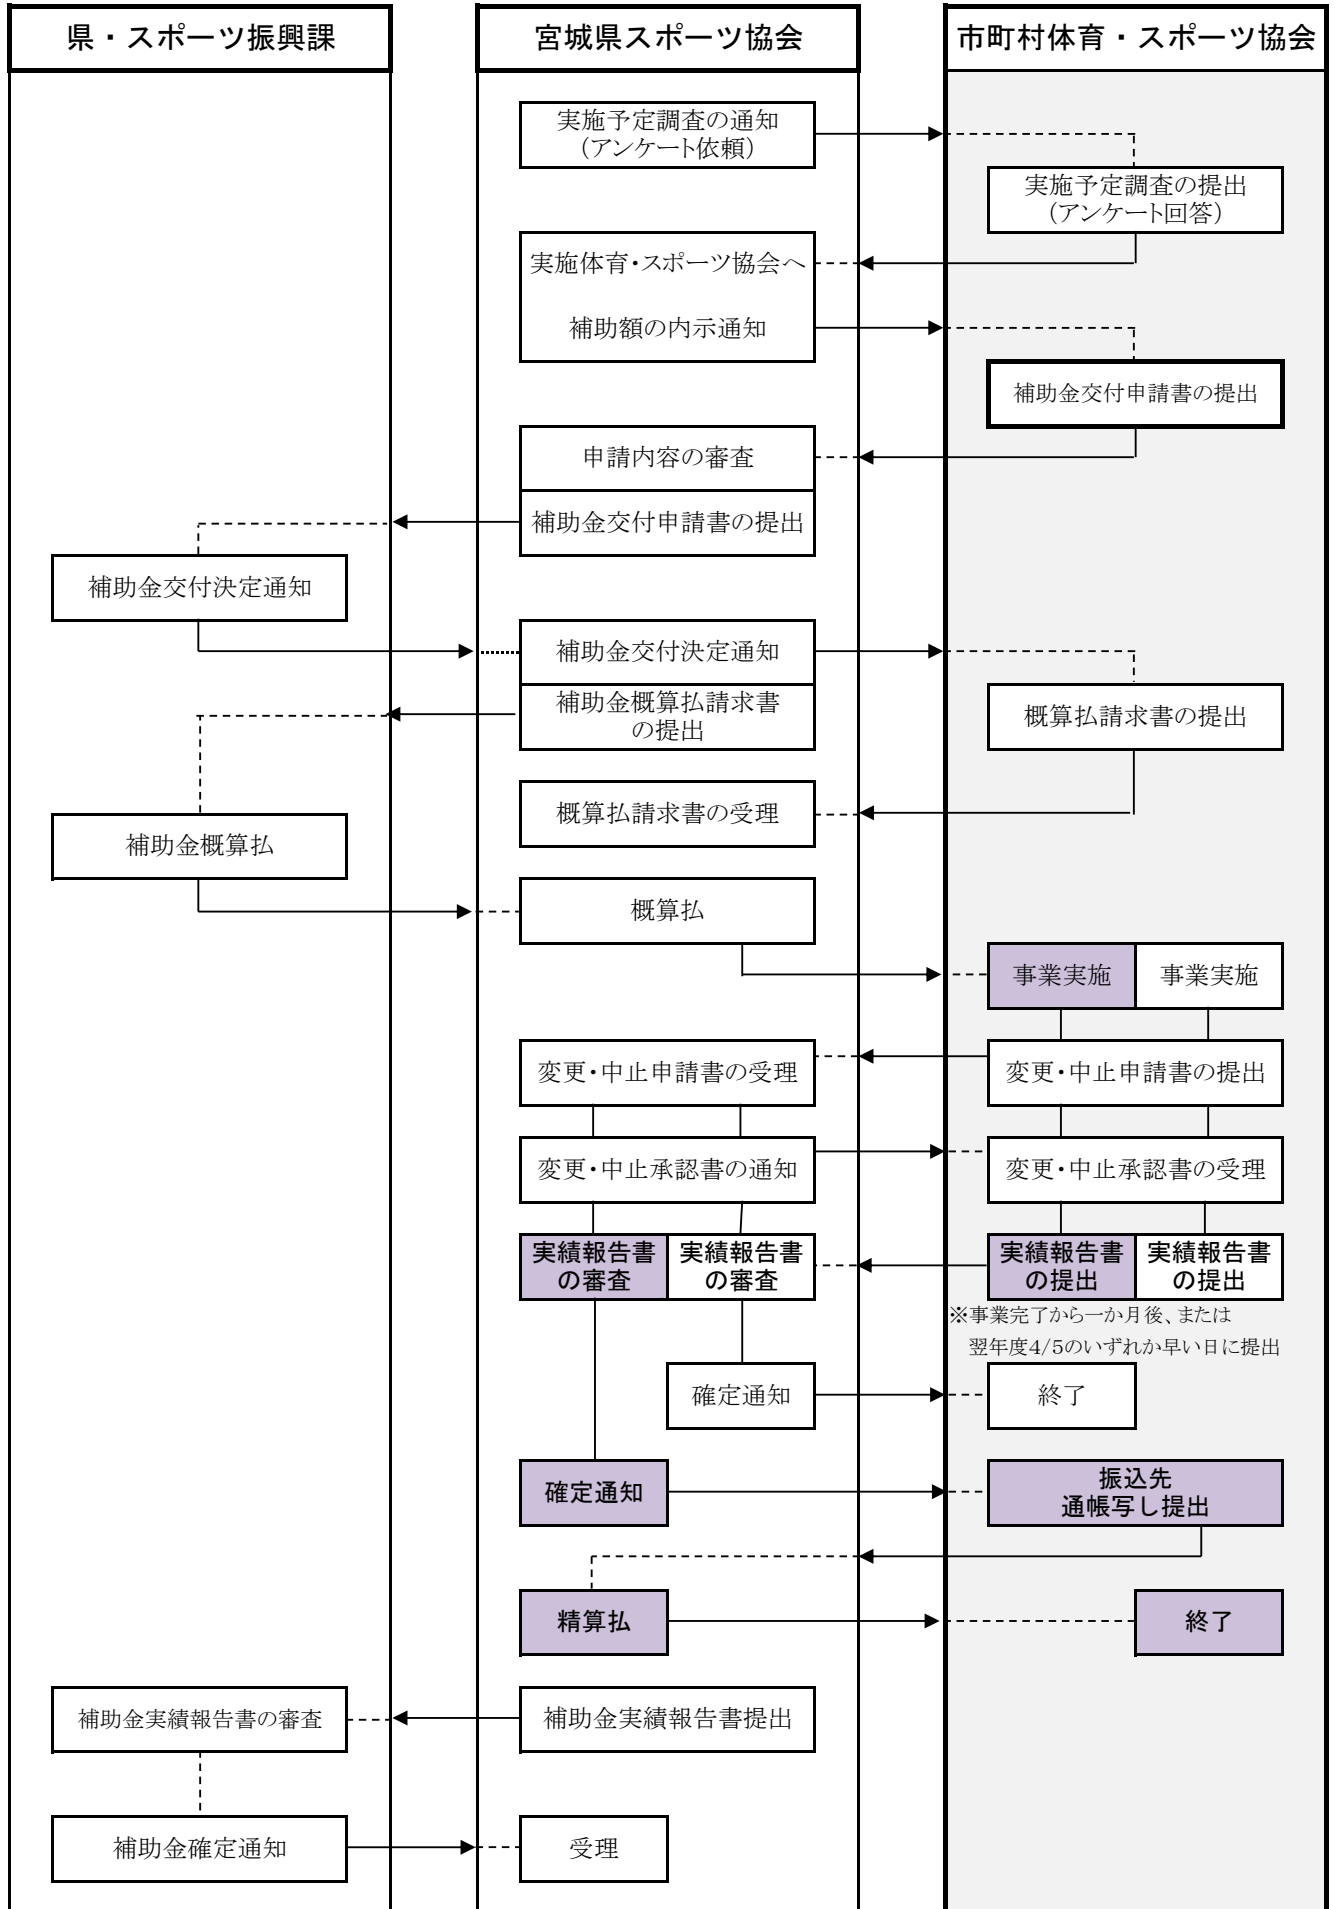 県・スポーツ振興課
宮城県スポーツ協会
市町村体育・スポーツ協会
実施予定調査の通知
（アンケート依頼）
実施予定調査の提出
（アンケート回答）
実施体育・スポーツ協会へ
補助額の内示通知
補助金交付申請書の提出
申請内容の審査
補助金交付申請書の提出
補助金交付決定通知
補助金交付決定通知
補助金概算払請求書
の提出
概算払請求書の提出
概算払請求書の受理
補助金概算払
概算払
事業実施
事業実施
変更・中止申請書の受理
変更・中止申請書の提出
変更・中止承認書の通知
変更・中止承認書の受理
実績報告書
の審査
実績報告書
の審査
実績報告書
の提出
実績報告書
の提出
※事業完了から一か月後、または
翌年度4/5のいずれか早い日に提出
確定通知
終了
確定通知
振込先
通帳写し提出
精算払
終了
補助金実績報告書の審査
補助金実績報告書提出
補助金確定通知
受理